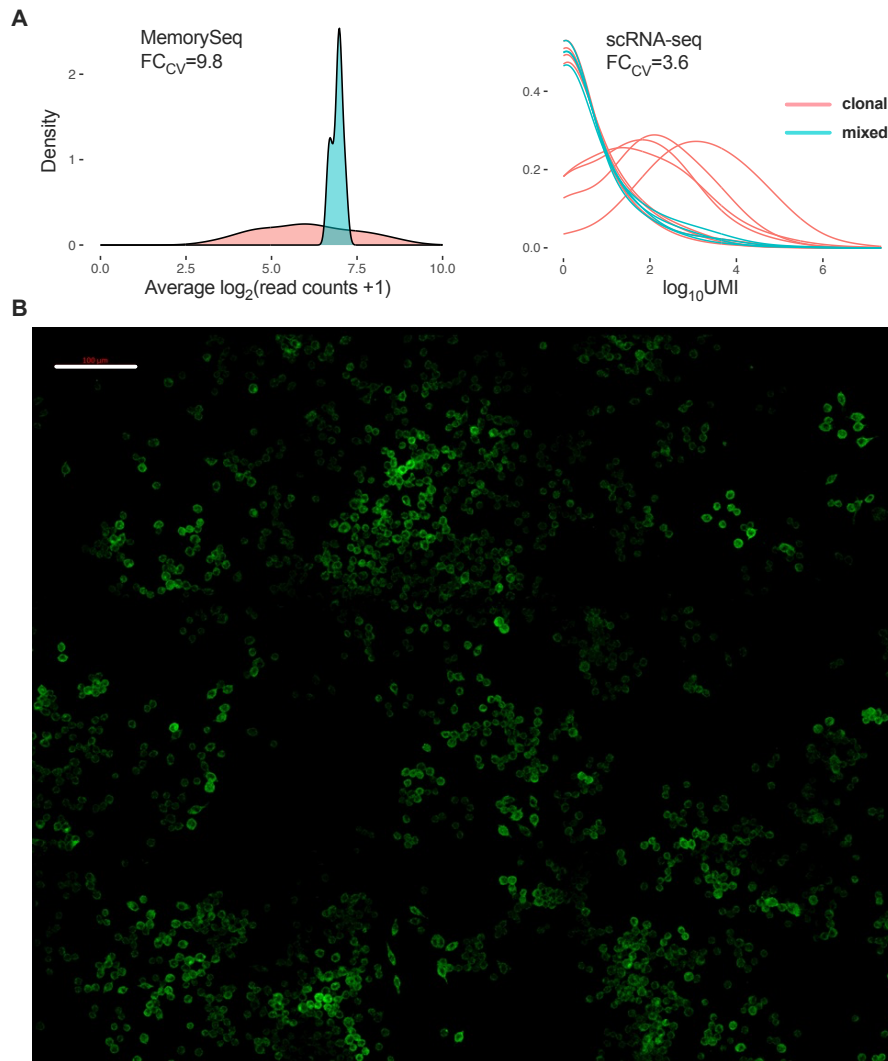 A
MemorySeq
FC_CV=9.8
Density
2
1
0
0.0 2.5 5.0 7.5 10.0
Average log₂(read counts +1)
scRNA-seq
FC_CV=3.6
clonal
mixed
0.4
0.2
0.0
0 2 4 6
log₁₀UMI
B
100 µm